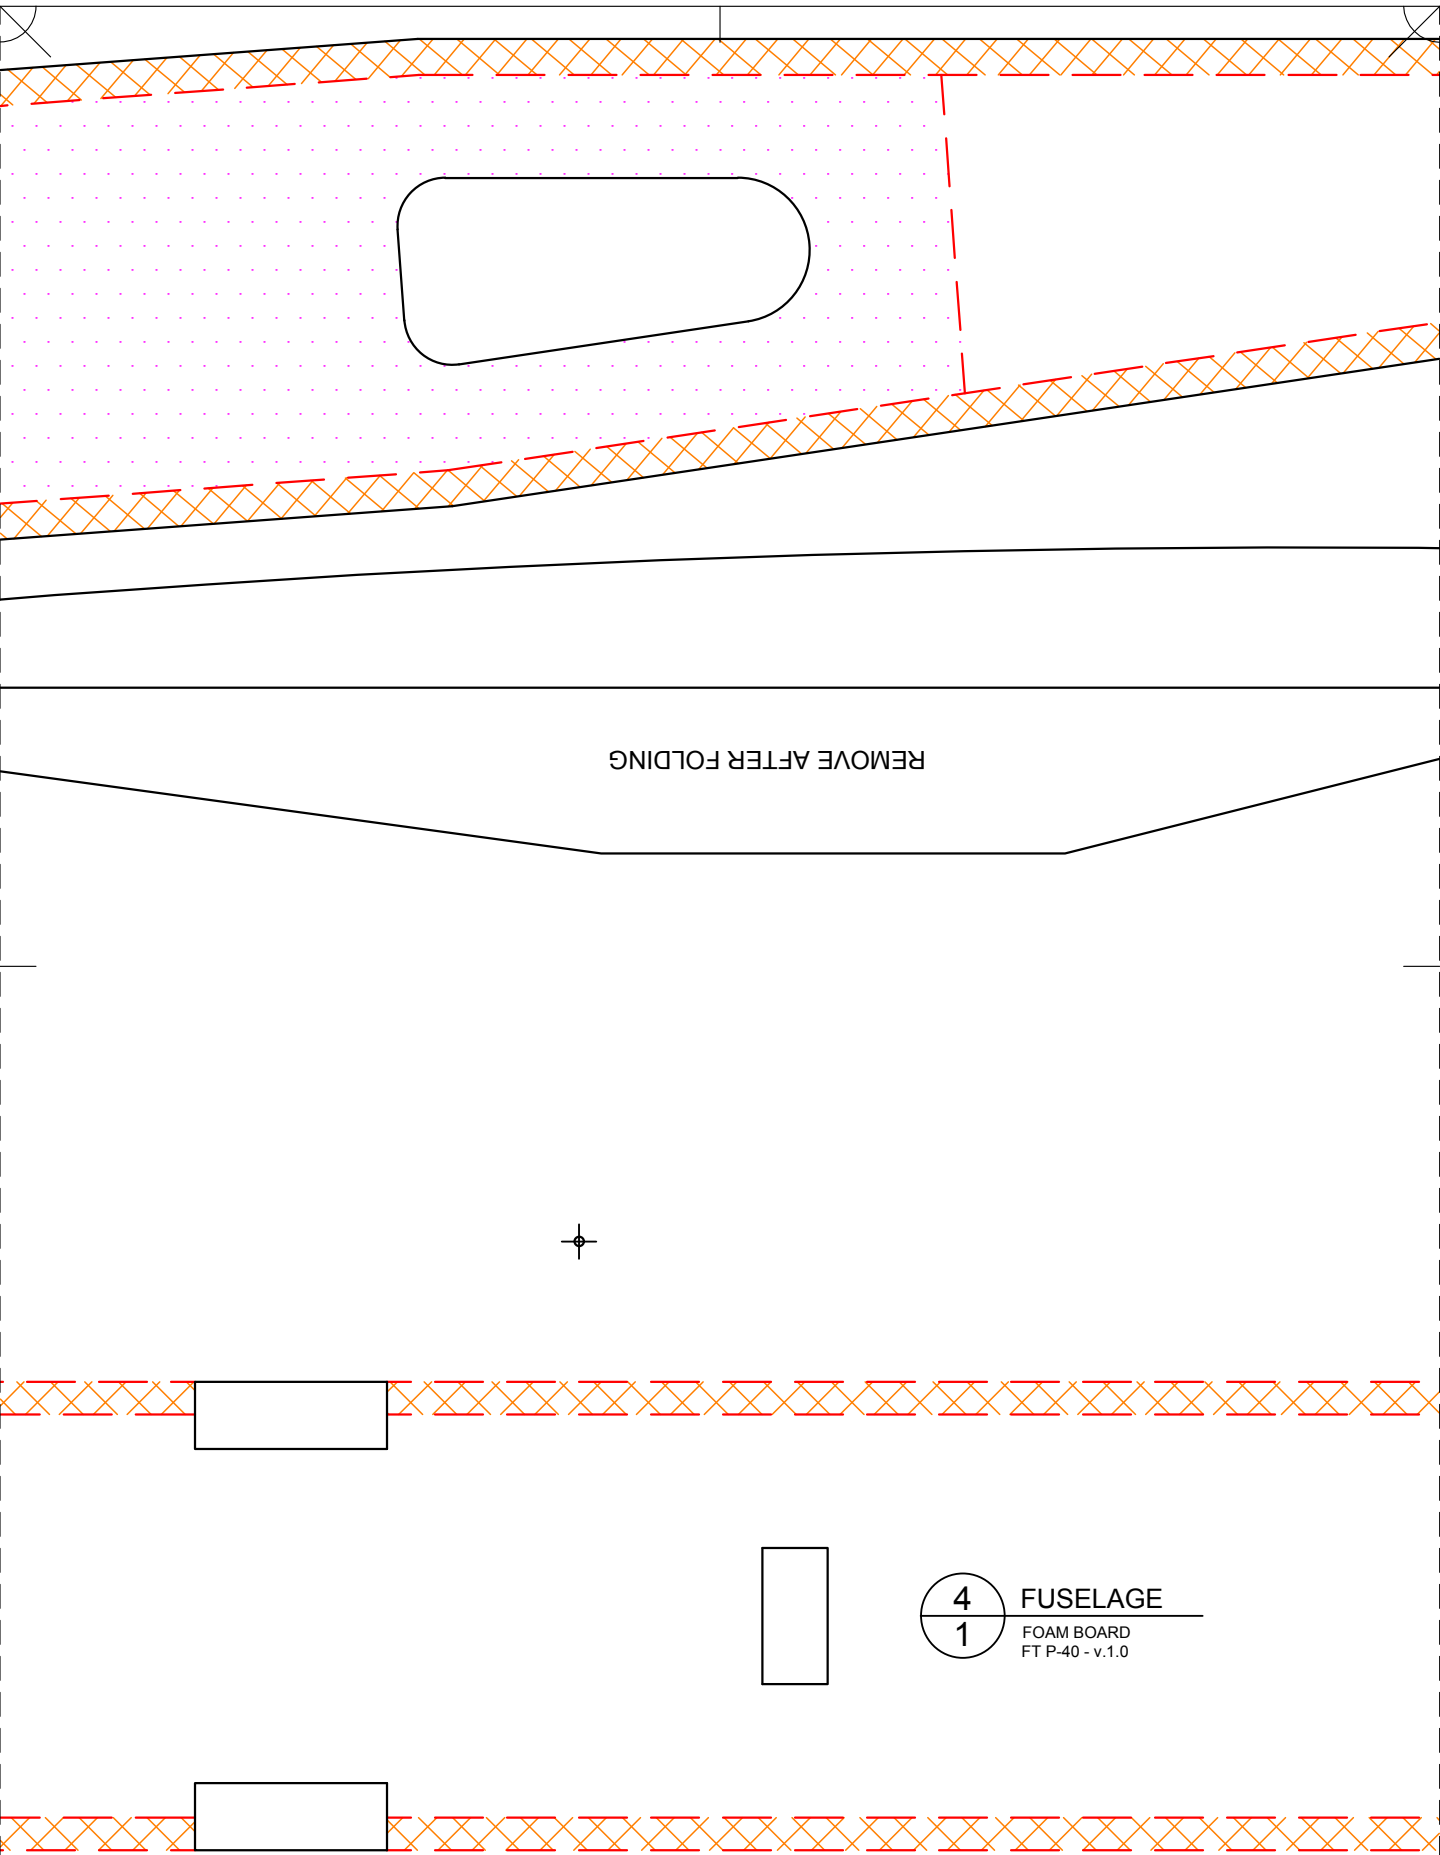 REMOVE AFTER FOLDING
4
1
FUSELAGE
FOAM BOARD
FT P-40 - v.1.0